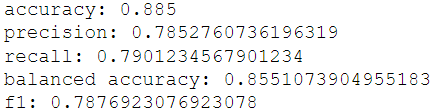 accuracy: 0.885
precision: 0.7852760736196319
recall: 0.7901234567901234
balanced accuracy: 0.8551073904955183
f1: 0.7876923076923078